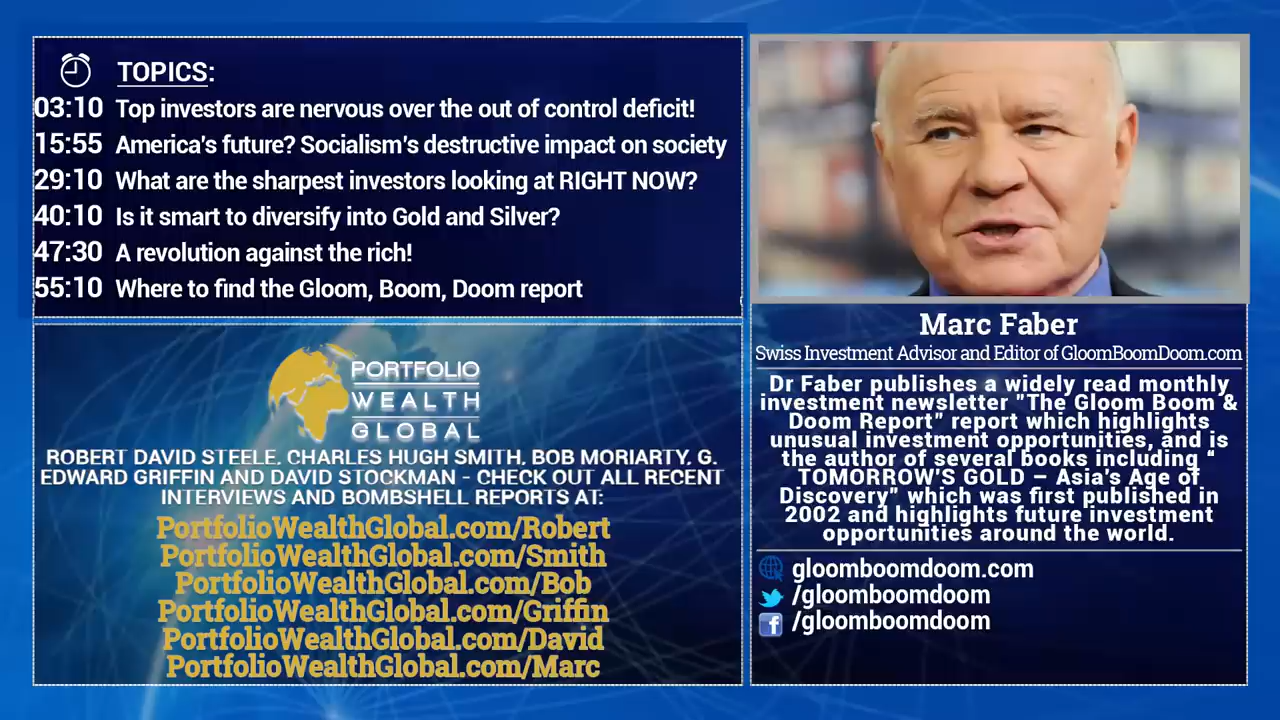 TOPICS:
03:10 Top investors are nervous over the out of control deficit!
15:55 America's future? Socialism's destructive impact on society
29:10 What are the sharpest investors looking at RIGHT NOW?
40:10 Is it smart to diversify into Gold and Silver?
47:30 A revolution against the rich!
55:10 Where to find the Gloom, Boom, Doom report
PORTFOLIO
WEALTH
GLOBAL
ROBERT DAVID STEELE, CHARLES HUGH SMITH, BOB MORIARTY, G.
EDWARD GRIFFIN AND DAVID STOCKMAN - CHECK OUT ALL RECENT
INTERVIEWS AND BOMBSHELL REPORTS AT:
PortfolioWealthGlobal.com/Robert
PortfolioWealthGlobal.com/Smith
PortfolioWealthGlobal.com/Bob
PortfolioWealthGlobal.com/Griffin
PortfolioWealthGlobal.com/David
PortfolioWealthGlobal.com/Marc
Marc Faber
Swiss Investment Advisor and Editor of GloomBoomDoom.com
Dr Faber publishes a widely read monthly
investment newsletter "The Gloom Boom &
Doom Report" report which highlights
unusual investment opportunities, and is
the author of several books including “
TOMORROW'S GOLD – Asia's Age of
Discovery" which was first published in
2002 and highlights future investment
opportunities around the world.
gloomboomdoom.com
/gloomboomdoom
/gloomboomdoom